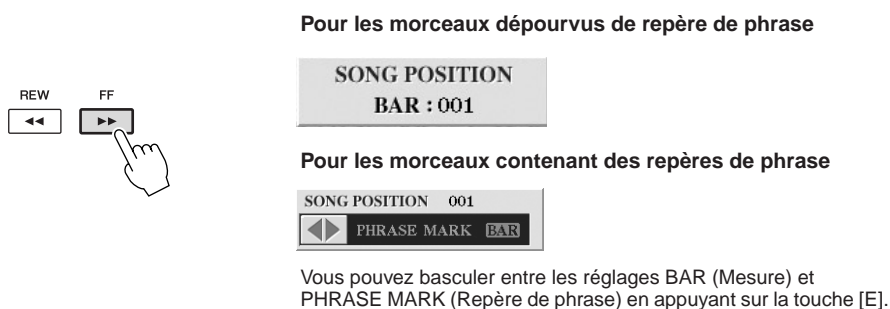 Pour les morceaux dépourvus de repère de phrase
SONG POSITION
BAR : 001
REW FF
Pour les morceaux contenant des repères de phrase
SONG POSITION 001
PHRASE MARK BAR
Vous pouvez basculer entre les réglages BAR (Mesure) et
PHRASE MARK (Repère de phrase) en appuyant sur la touche [E].